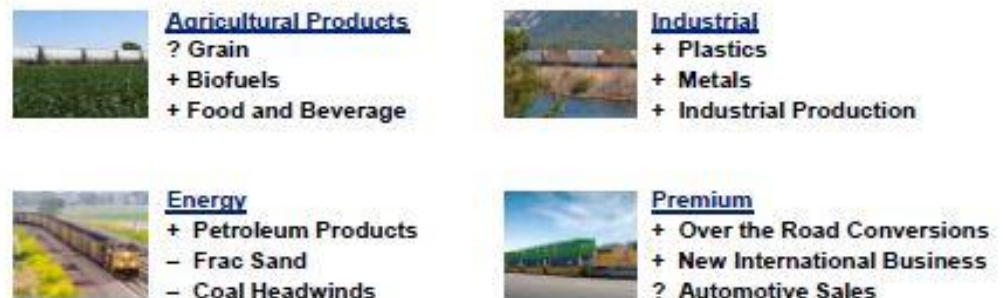 Agricultural Products
? Grain
+ Biofuels
+ Food and Beverage
Industrial
+ Plastics
+ Metals
+ Industrial Production
Energy
+ Petroleum Products
– Frac Sand
– Coal Headwinds
Premium
+ Over the Road Conversions
+ New International Business
? Automotive Sales